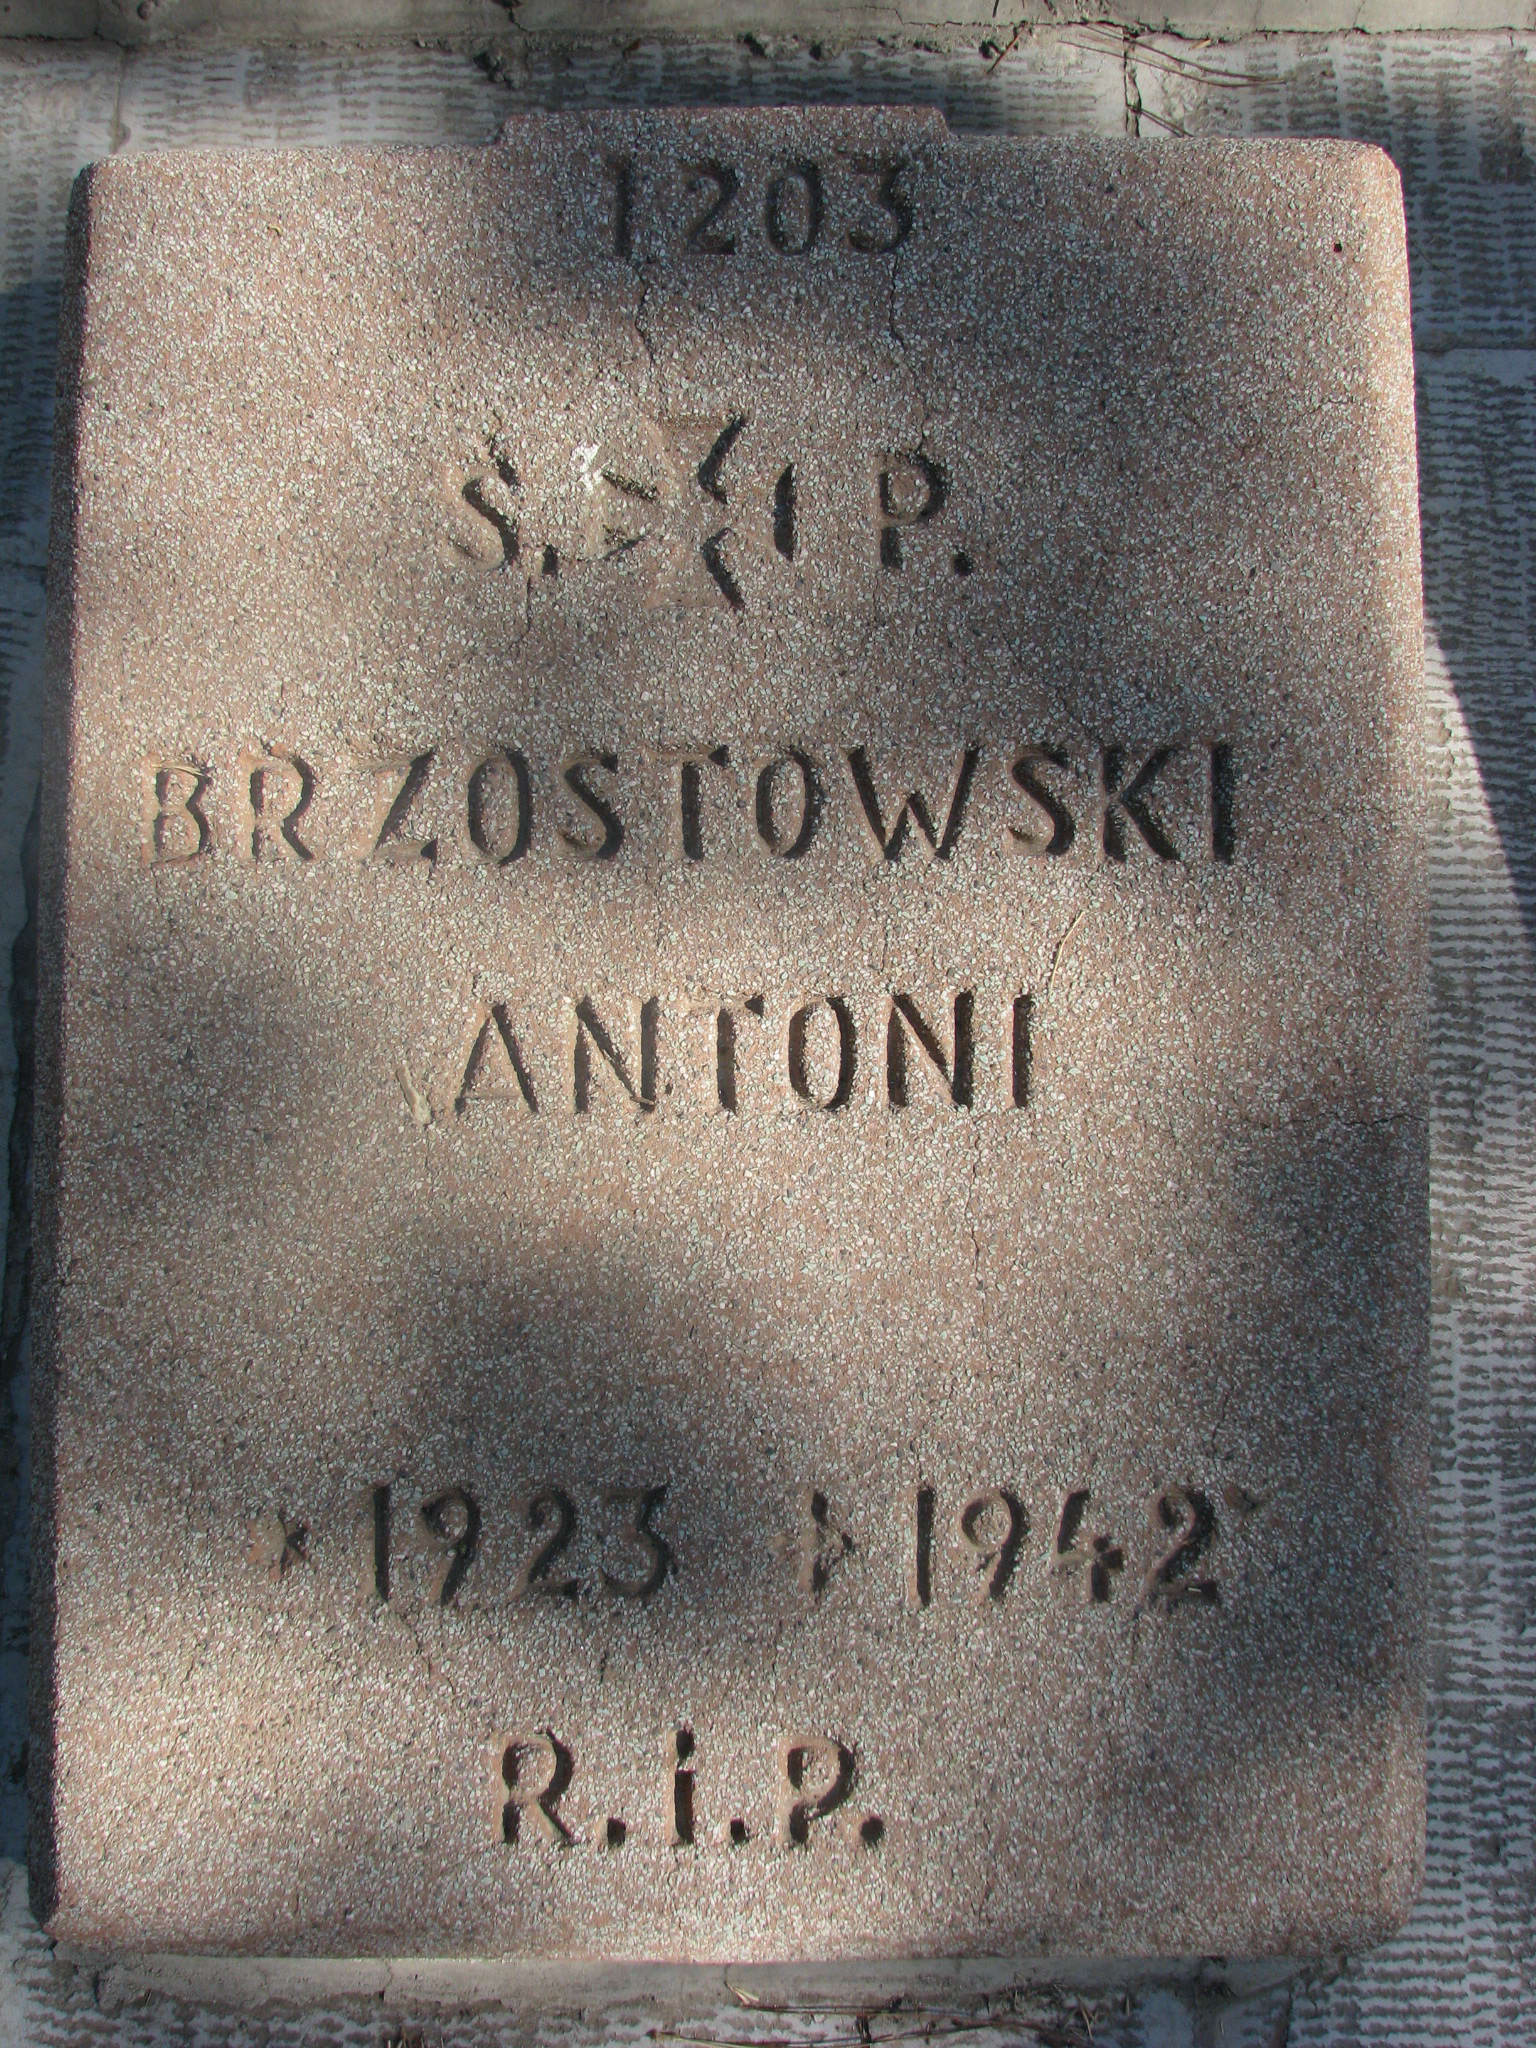 1203
Ś. ✠ P.
BRZOSTOWSKI
ANTONI
* 1923 ✝ 1942
R.I.P.